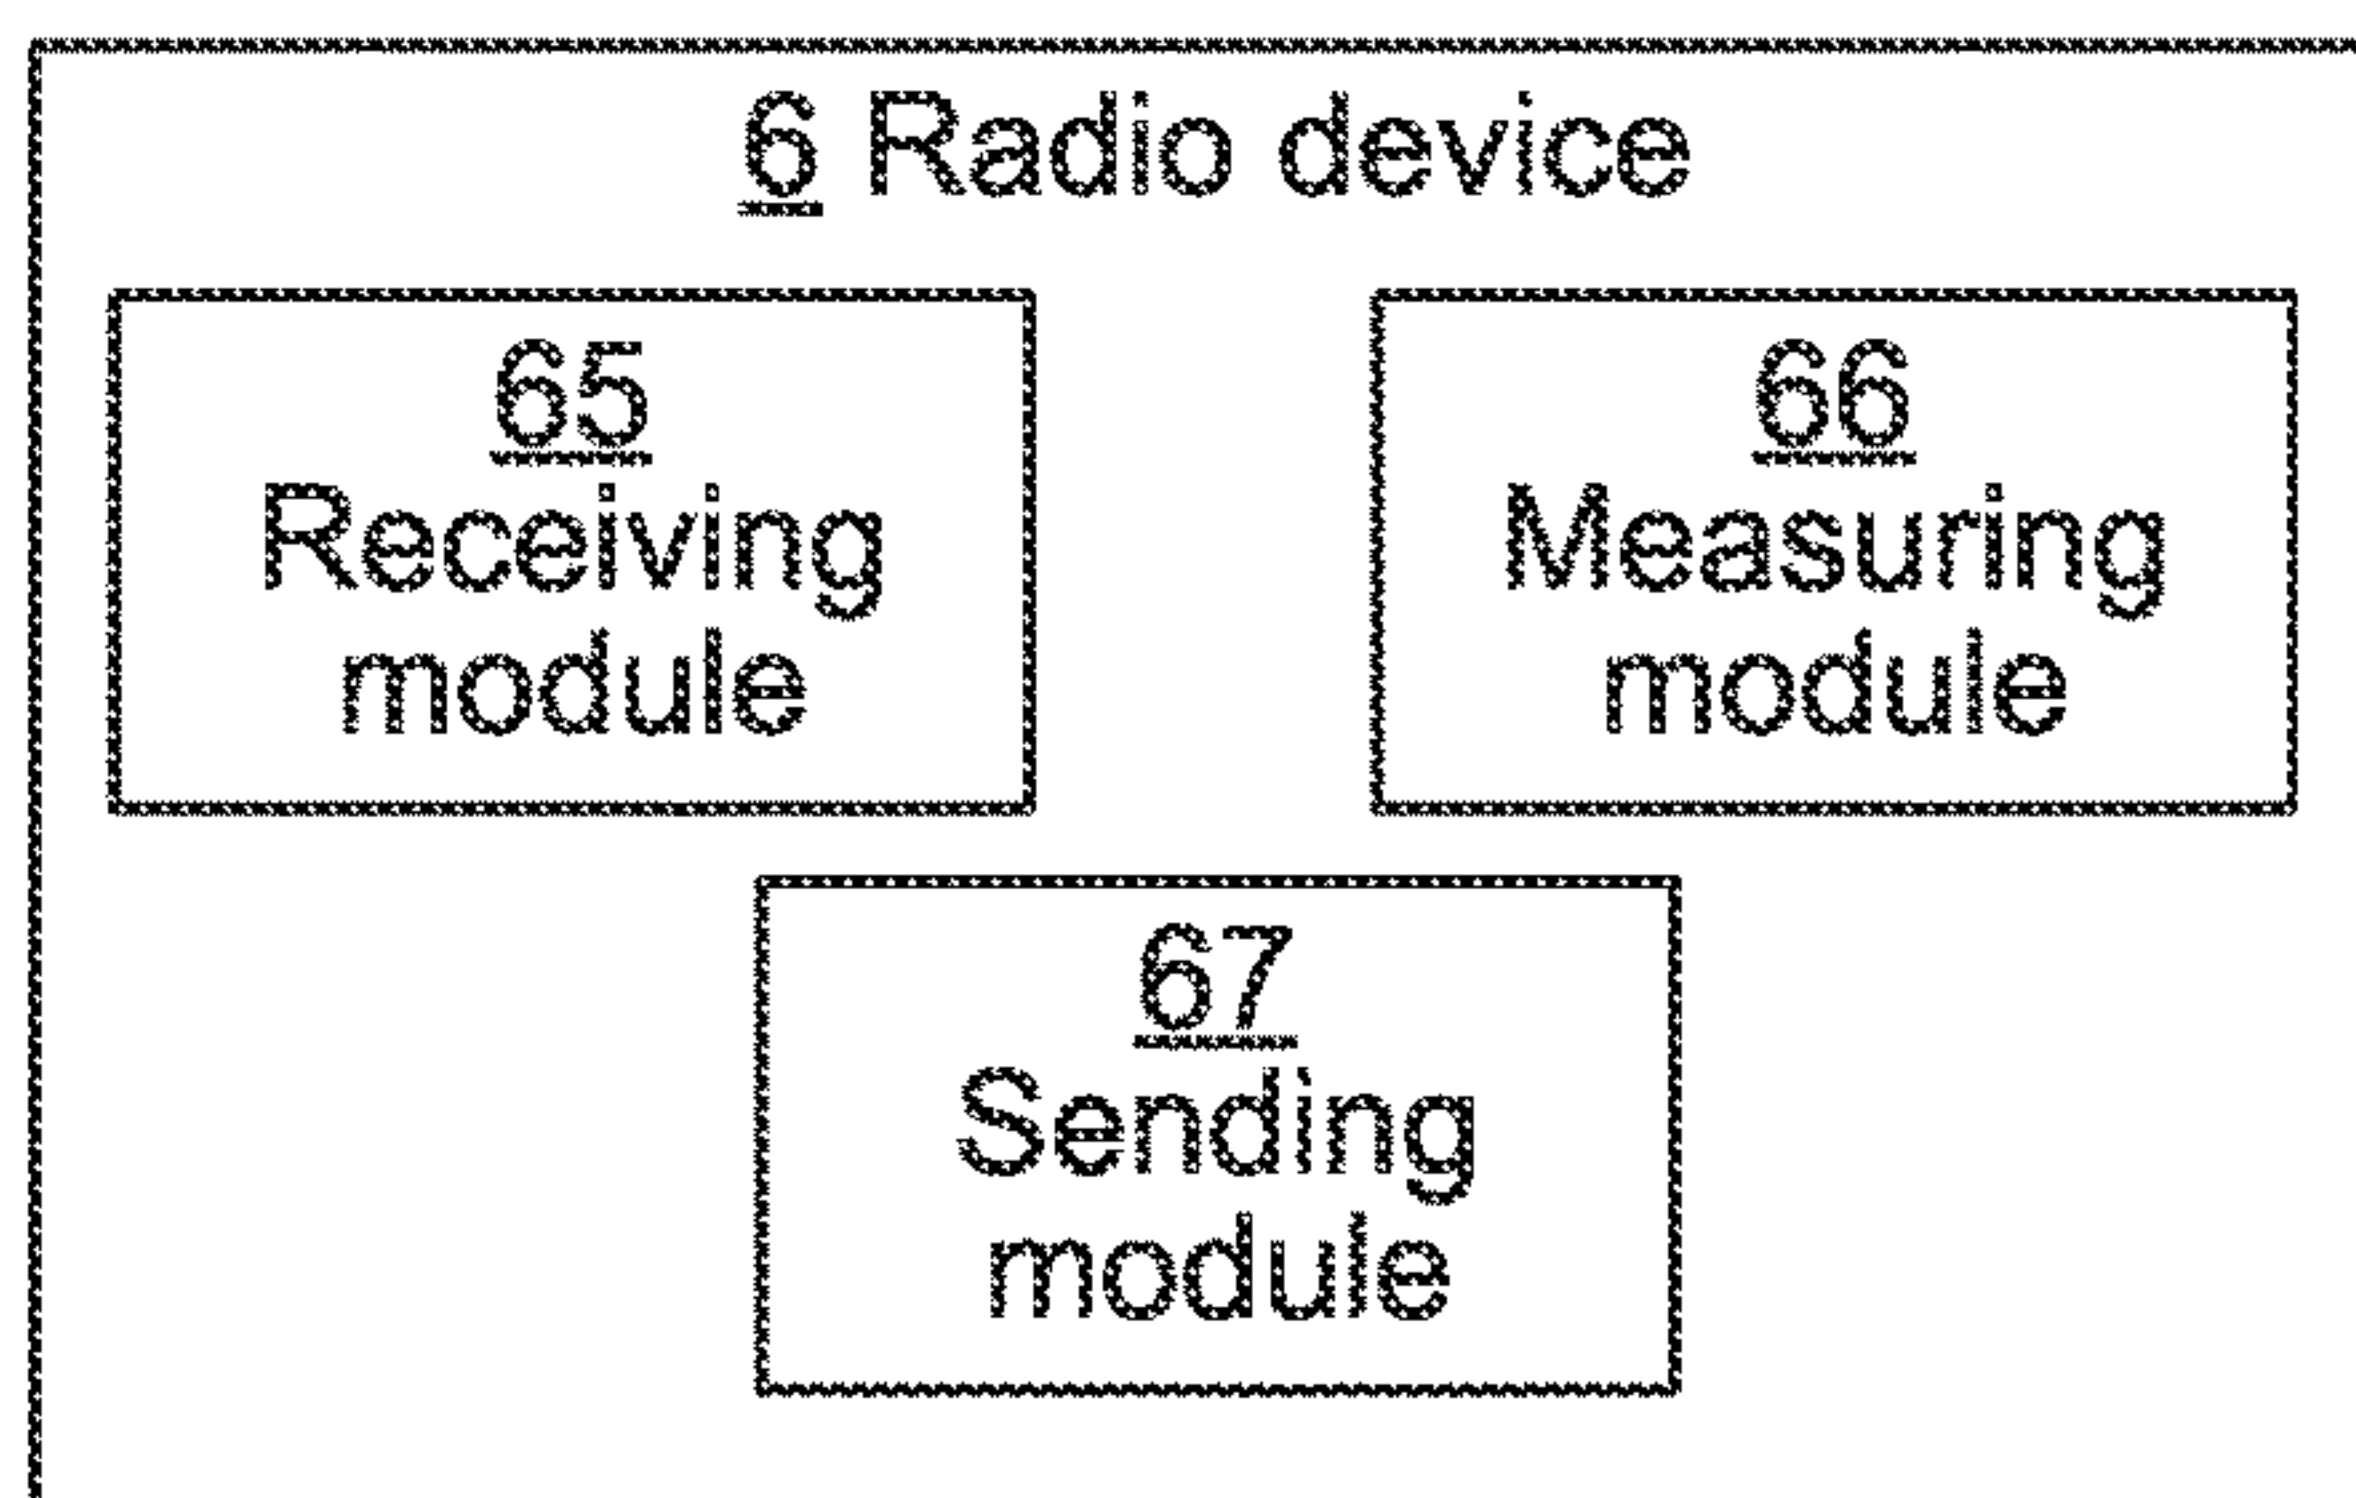 6 Radio device
65
Receiving
module
66
Measuring
module
67
Sending
module